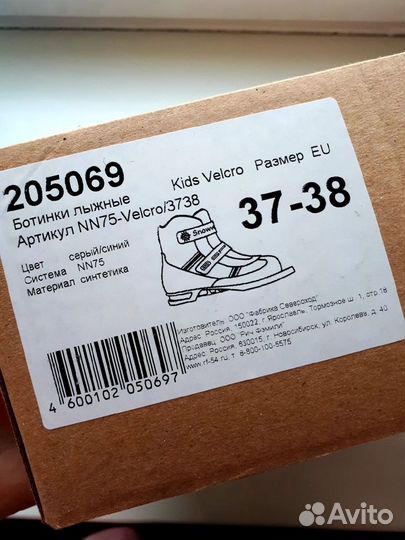 205069
Ботинки лыжные Kids Velcro Размер EU
Артикул NN75-Velcro/3738
37-38
Цвет серый/синий
Система NN75
Материал синтетика
Snow
Изготовитель: ООО "Фабрика Североход"
Адрес: Россия, 150022, г. Ярославль, Тормозное ш. 1, стр.18
Продавец: ООО "Рич Фэмили"
Адрес: Россия, 630015, г. Новосибирск, ул. Королева, д. 40
www.rf-54.ru, т. 8-800-100-5575
4 600102 050697
Avito